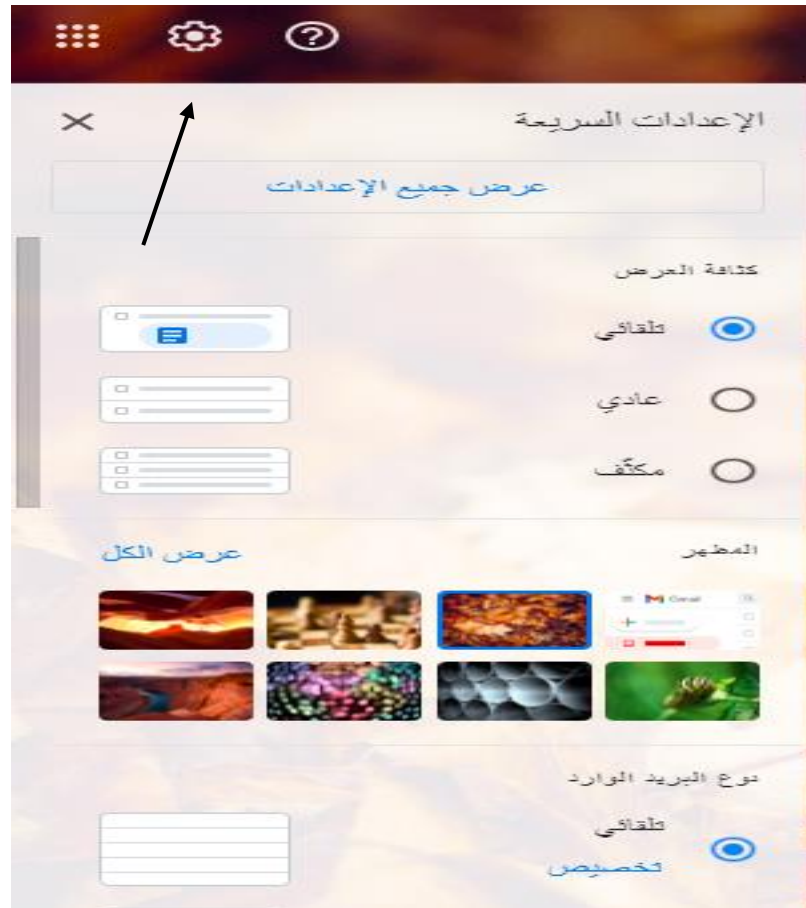 الإعدادات السريعة
عرض جميع الإعدادات
كثافة العرض
تلقائي
عادي
مكثّف
المظهر
عرض الكل
Gmail
نوع البريد الوارد
تلقائي
تخصيص